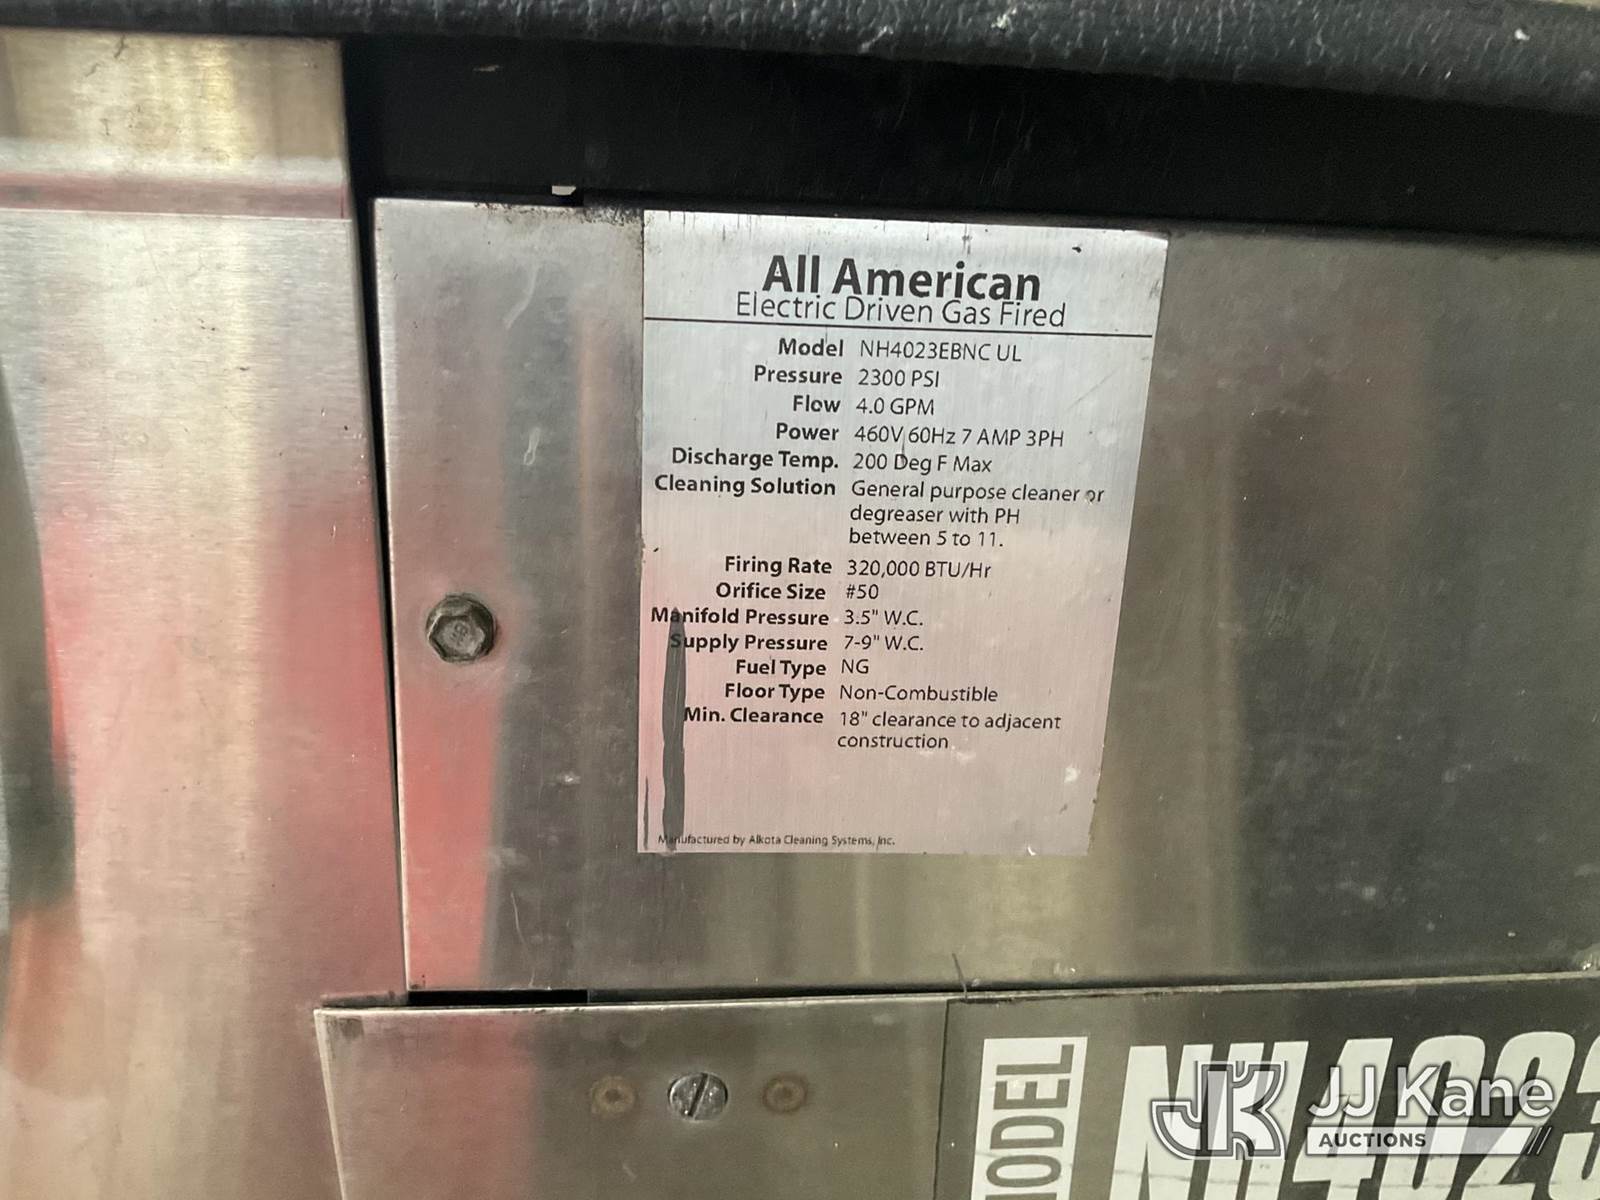 All American
Electric Driven Gas Fired
Model NH4023EBNC UL
Pressure 2300 PSI
Flow 4.0 GPM
Power 460V 60Hz 7 AMP 3PH
Discharge Temp. 200 Deg F Max
Cleaning Solution General purpose cleaner or
degreaser with PH
between 5 to 11.
Firing Rate 320,000 BTU/Hr
Orifice Size #50
Manifold Pressure 3.5" W.C.
Supply Pressure 7-9" W.C.
Fuel Type NG
Floor Type Non-Combustible
Min. Clearance 18" clearance to adjacent
construction
Manufactured by Alkota Cleaning Systems, Inc.
MODEL
NH4023
JK JJ Kane
AUCTIONS